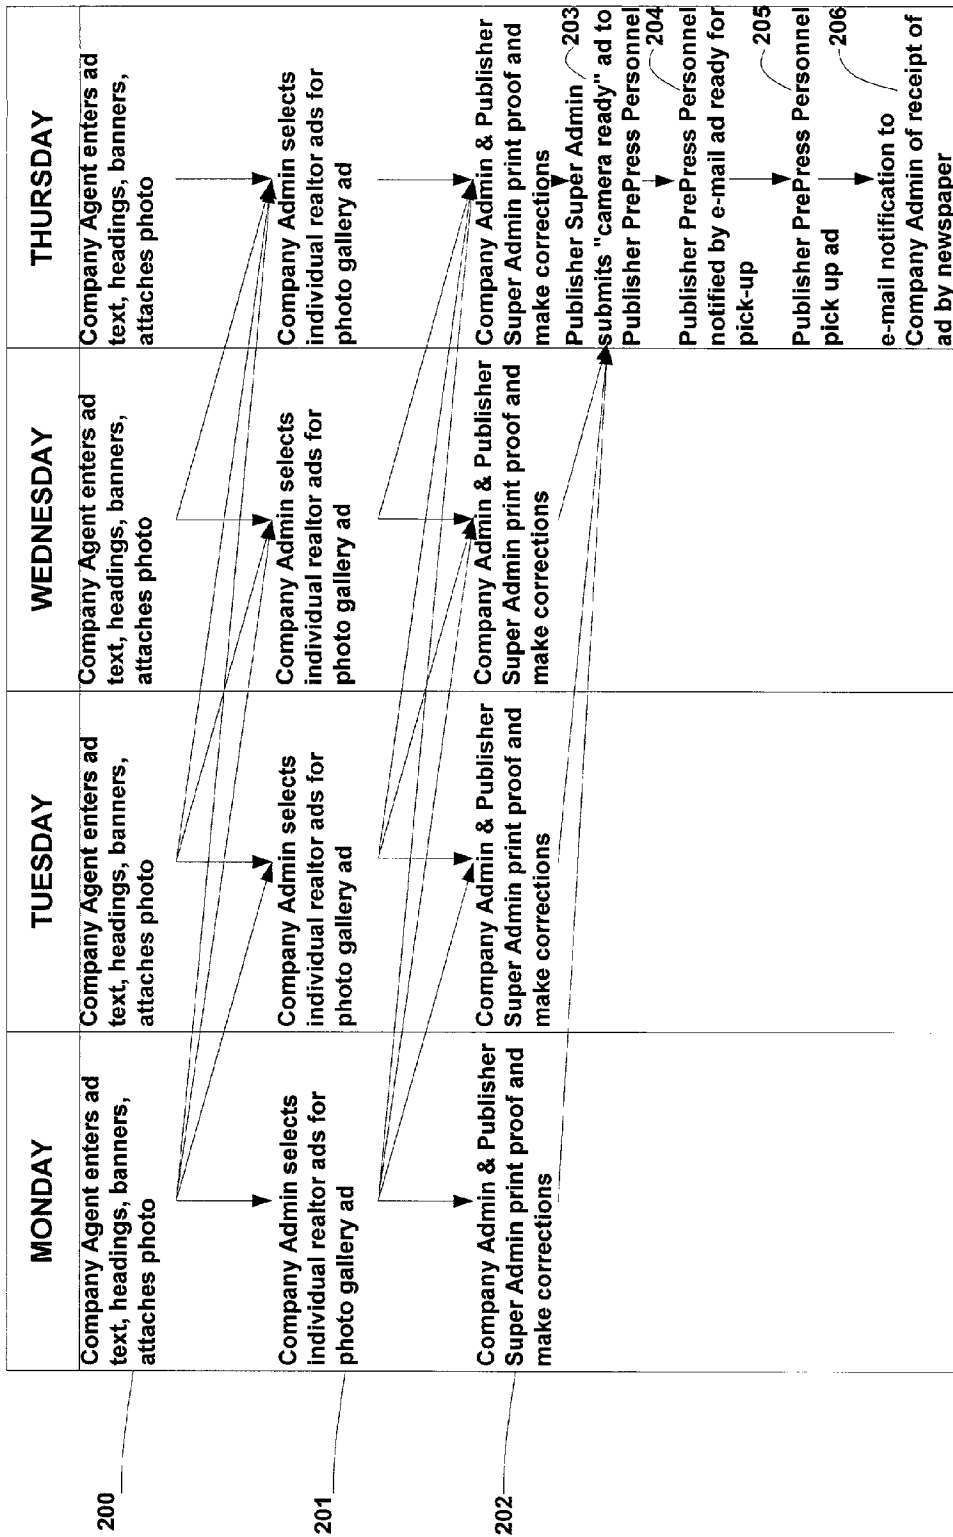 MONDAY
TUESDAY
WEDNESDAY
THURSDAY
200
Company Agent enters ad
text, headings, banners,
attaches photo
Company Agent enters ad
text, headings, banners,
attaches photo
Company Agent enters ad
text, headings, banners,
attaches photo
Company Agent enters ad
text, headings, banners,
attaches photo
201
Company Admin selects
individual realtor ads for
photo gallery ad
Company Admin selects
individual realtor ads for
photo gallery ad
Company Admin selects
individual realtor ads for
photo gallery ad
Company Admin selects
individual realtor ads for
photo gallery ad
202
Company Admin & Publisher
Super Admin print proof and
make corrections
Company Admin & Publisher
Super Admin print proof and
make corrections
Company Admin & Publisher
Super Admin print proof and
make corrections
Company Admin & Publisher
Super Admin print proof and
make corrections
Publisher Super Admin 203
submits "camera ready" ad to
Publisher PrePress Personnel
204
Publisher PrePress Personnel
notified by e-mail ad ready for
pick-up
205
Publisher PrePress Personnel
pick up ad
206
e-mail notification to
Company Admin of receipt of
ad by newspaper